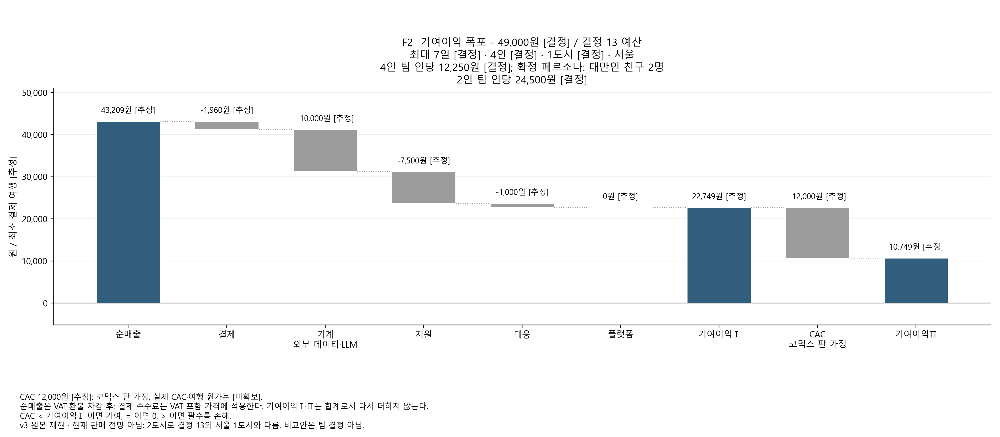 F2 기여이익 폭포 - 49,000원 [결정] / 결정 13 예산
최대 7일 [결정] · 4인 [결정] · 1도시 [결정] · 서울
4인 팀 인당 12,250원 [결정]; 확정 페르소나: 대만인 친구 2명
2인 팀 인당 24,500원 [결정]
원 / 최초 결제 여행 [추정]
50,000
40,000
30,000
20,000
10,000
0
43,209원 [추정]
-1,960원 [추정]
-10,000원 [추정]
-7,500원 [추정]
-1,000원 [추정]
0원 [추정]
22,749원 [추정]
-12,000원 [추정]
10,749원 [추정]
순매출
결제
기계
외부 데이터·LLM
지원
대응
플랫폼
기여이익Ⅰ
CAC
코덱스 판 가정
기여이익Ⅱ
CAC 12,000원 [추정]: 코덱스 판 가정. 실제 CAC·여행 원가는 [미확보].
순매출은 VAT·환불 차감 후; 결제 수수료는 VAT 포함 가격에 적용한다. 기여이익Ⅰ·Ⅱ는 합계로서 다시 더하지 않는다.
CAC < 기여이익Ⅰ 이면 기여, = 이면 0, > 이면 팔수록 손해.
v3 원본 재현 · 현재 판매 전망 아님: 2도시로 결정 13의 서울 1도시와 다름. 비교안은 팀 결정 아님.